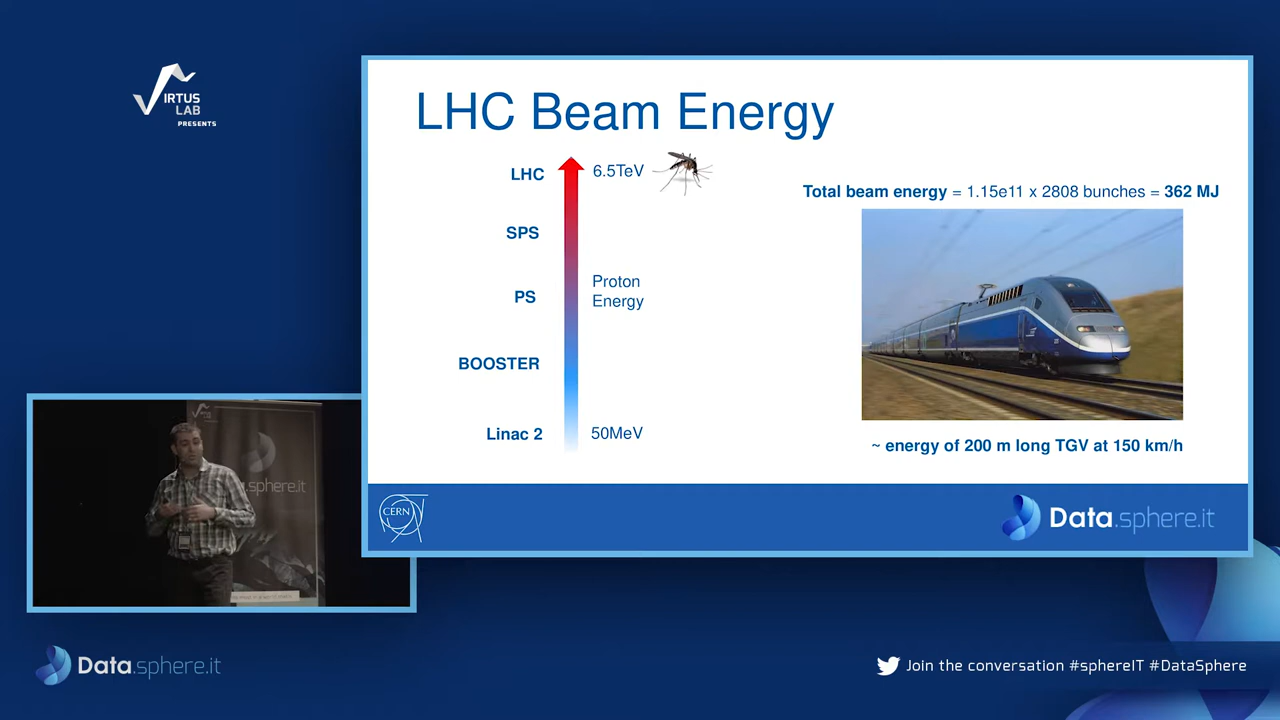 VIRTUS
LAB
PRESENTS
LHC Beam Energy
LHC
6.5TeV
SPS
PS
Proton
Energy
BOOSTER
Linac 2
50MeV
Total beam energy = 1.15e11 x 2808 bunches = 362 MJ
~ energy of 200 m long TGV at 150 km/h
CERN
Data.sphere.it
.sphere.it
Data.sphere.it
Join the conversation #sphereIT #DataSphere